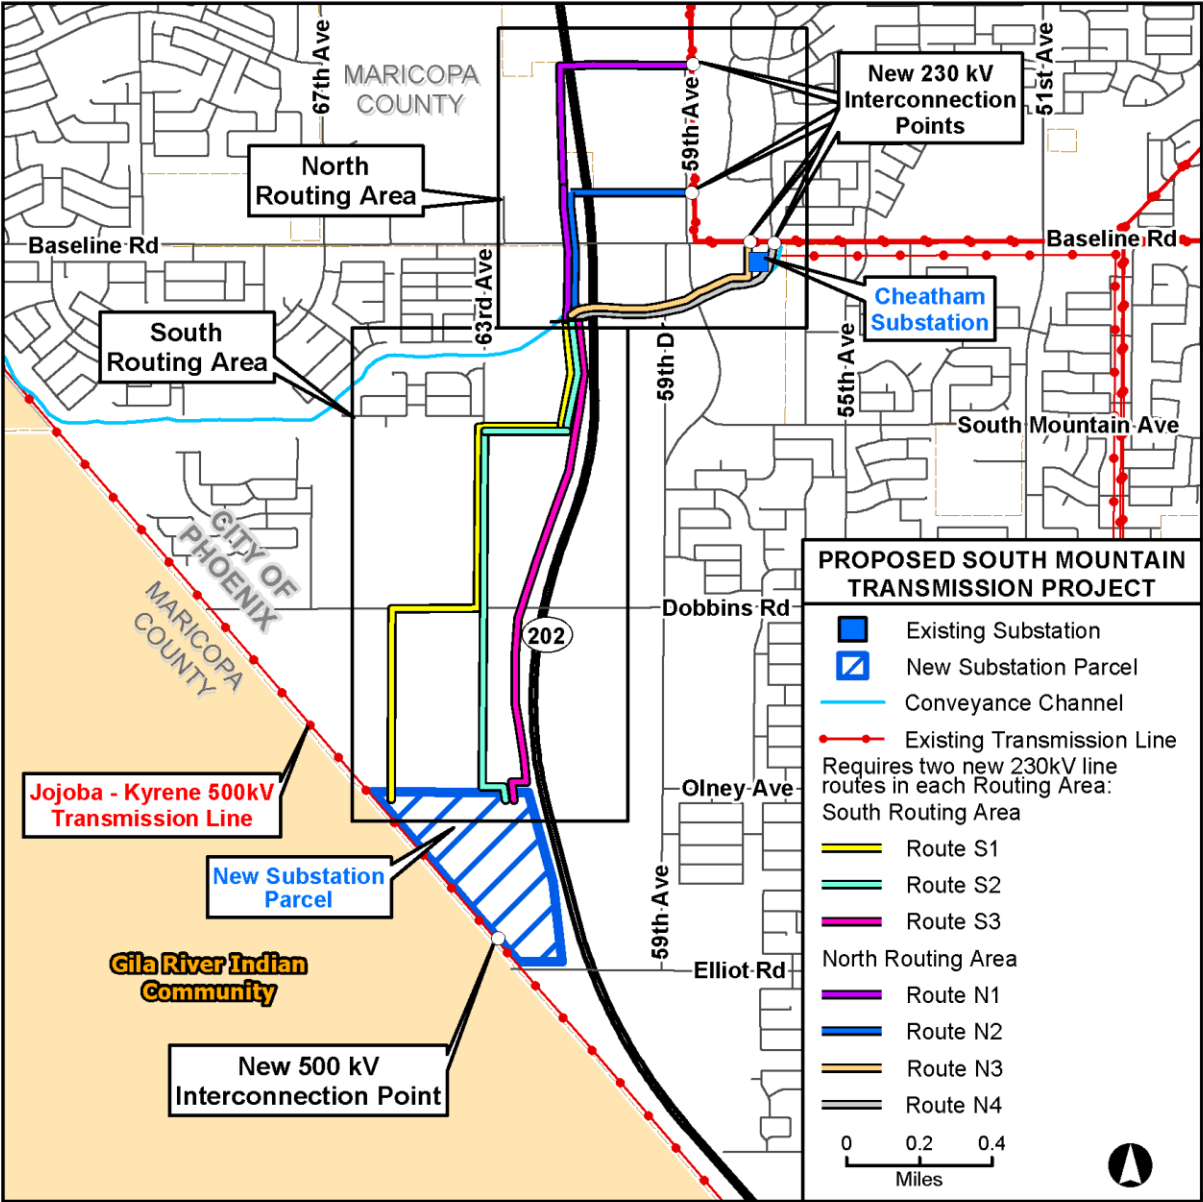 67th Ave
MARICOPA
COUNTY
59th Ave
51st Ave
New 230 kV
Interconnection
Points
North
Routing Area
Baseline Rd
Baseline Rd
63rd Ave
Cheatham
Substation
South
Routing Area
59th D
55th Ave
South Mountain Ave
CITY OF
PHOENIX
MARICOPA
COUNTY
Dobbins Rd
202
Jojoba - Kyrene 500kV
Transmission Line
Olney Ave
New Substation
Parcel
59th Ave
Gila River Indian
Community
Elliot Rd
New 500 kV
Interconnection Point
PROPOSED SOUTH MOUNTAIN
TRANSMISSION PROJECT
Existing Substation
New Substation Parcel
Conveyance Channel
Existing Transmission Line
Requires two new 230kV line
routes in each Routing Area:
South Routing Area
Route S1
Route S2
Route S3
North Routing Area
Route N1
Route N2
Route N3
Route N4
0 0.2 0.4
Miles